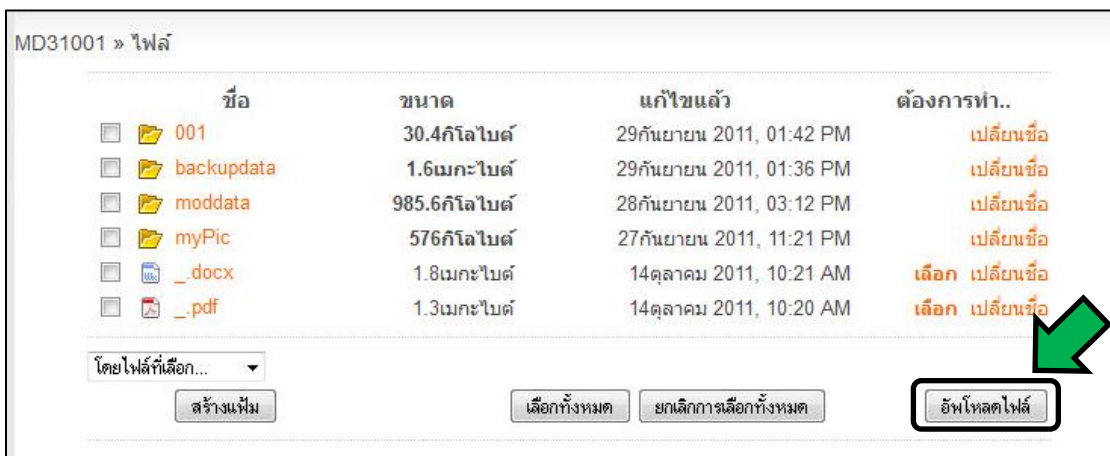 MD31001 » ไฟล์
ชื่อ ขนาด แก้ไขแล้ว ต้องการทำ..
001 30.4กิโลไบต์ 29กันยายน 2011, 01:42 PM เปลี่ยนชื่อ
backupdata 1.6เมกะไบต์ 29กันยายน 2011, 01:36 PM เปลี่ยนชื่อ
moddata 985.6กิโลไบต์ 28กันยายน 2011, 03:12 PM เปลี่ยนชื่อ
myPic 576กิโลไบต์ 27กันยายน 2011, 11:21 PM เปลี่ยนชื่อ
_.docx 1.8เมกะไบต์ 14ตุลาคม 2011, 10:21 AM เลือก เปลี่ยนชื่อ
_.pdf 1.3เมกะไบต์ 14ตุลาคม 2011, 10:20 AM เลือก เปลี่ยนชื่อ
โดยไฟล์ที่เลือก...
สร้างแฟ้ม เลือกทั้งหมด ยกเลิกการเลือกทั้งหมด อัพโหลดไฟล์